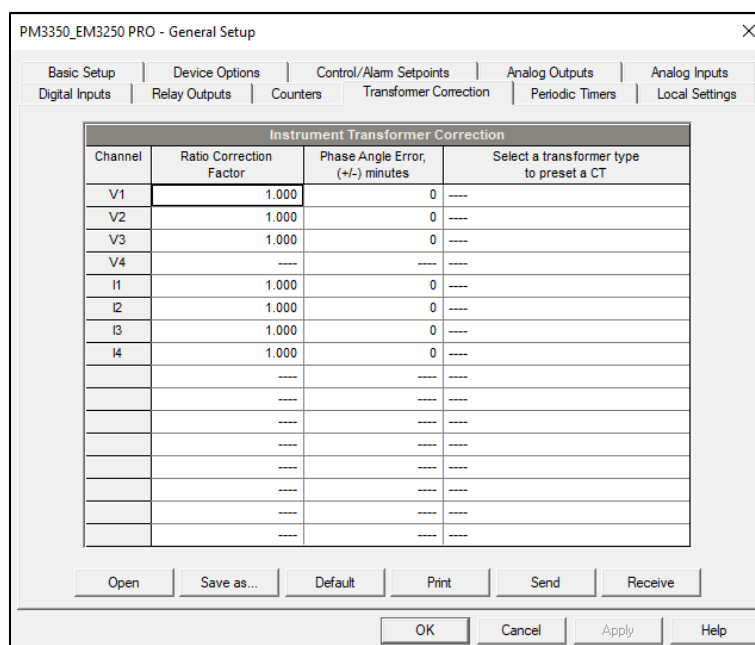 PM3350_EM3250 PRO - General Setup
Basic Setup Device Options Control/Alarm Setpoints Analog Outputs Analog Inputs
Digital Inputs Relay Outputs Counters Transformer Correction Periodic Timers Local Settings
Instrument Transformer Correction
Channel Ratio Correction Factor Phase Angle Error, (+/-) minutes Select a transformer type to preset a CT
V1 1.000 0 ----
V2 1.000 0 ----
V3 1.000 0 ----
V4 ---- ---- ----
I1 1.000 0 ----
I2 1.000 0 ----
I3 1.000 0 ----
I4 1.000 0 ----
---- ---- ----
---- ---- ----
---- ---- ----
---- ---- ----
---- ---- ----
---- ---- ----
---- ---- ----
---- ---- ----
Open Save as... Default Print Send Receive
OK Cancel Apply Help